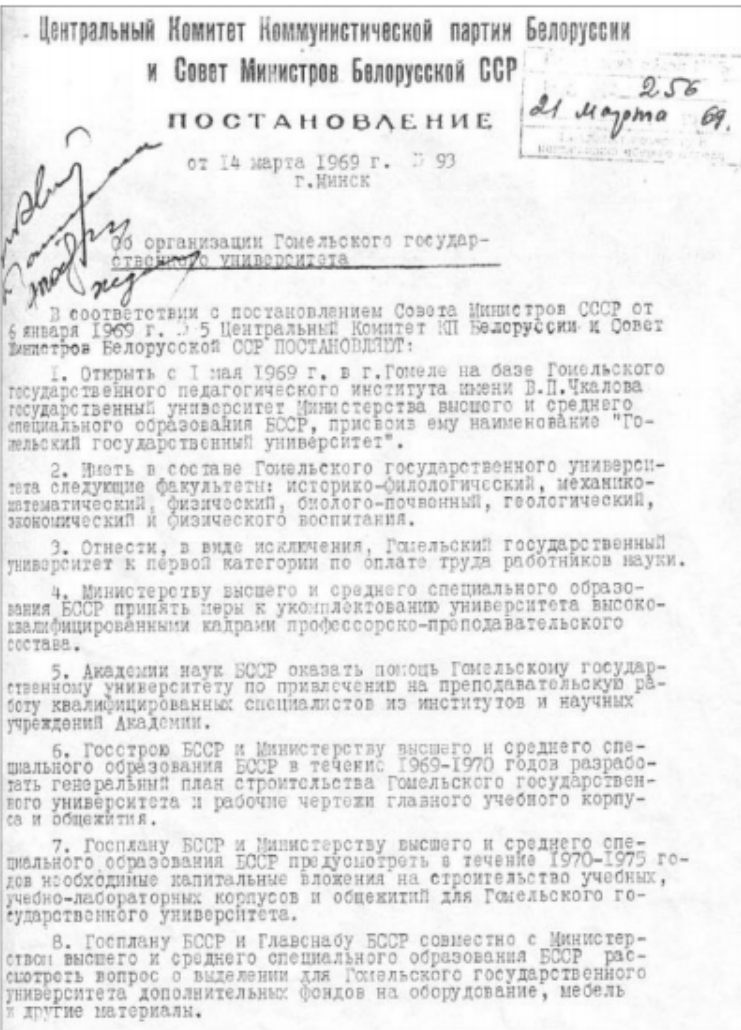 Центральный Комитет Коммунистической партии Белоруссии
и Совет Министров Белорусской ССР
256
21 Марта 69.
ПОСТАНОВЛЕНИЕ
от 14 марта 1969 г. № 93
г.Минск
Об организации Гомельского государ-
ственного университета
В соответствии с постановлением Совета Министров СССР от
6 января 1969 г. № 5 Центральный Комитет КП Белоруссии и Совет
Министров Белорусской ССР ПОСТАНОВЛЯЮТ:
1. Открыть с 1 мая 1969 г. в г.Гомеле на базе Гомельского
государственного педагогического института имени В.П.Чкалова
государственный университет Министерства высшего и среднего
специального образования БССР, присвоив ему наименование "Го-
мельский государственный университет".
2. Иметь в составе Гомельского государственного универси-
тета следующие факультеты: историко-филологический, механико-
математический, физический, биолого-почвенный, геологический,
экономический и физического воспитания.
3. Отнести, в виде исключения, Гомельский государственный
университет к первой категории по оплате труда работников науки.
4. Министерству высшего и среднего специального образо-
вания БССР принять меры к укомплектованию университета высоко-
квалифицированными кадрами профессорско-преподавательского
состава.
5. Академии наук БССР оказать помощь Гомельскому государ-
ственному университету по привлечению на преподавательскую ра-
боту квалифицированных специалистов из институтов и научных
учреждений Академии.
6. Госстрою БССР и Министерству высшего и среднего спе-
циального образования БССР в течение 1969-1970 годов разрабо-
тать генеральный план строительства Гомельского государствен-
ного университета и рабочие чертежи главного учебного корпу-
са и общежития.
7. Госплану БССР и Министерству высшего и среднего спе-
циального образования БССР предусмотреть в течение 1970-1975 го-
дов необходимые капитальные вложения на строительство учебных,
учебно-лабораторных корпусов и общежитий для Гомельского го-
сударственного университета.
8. Госплану БССР и Главснабу БССР совместно с Министер-
ством высшего и среднего специального образования БССР рас-
смотреть вопрос о выделении для Гомельского государственного
университета дополнительных фондов на оборудование, мебель
и другие материалы.